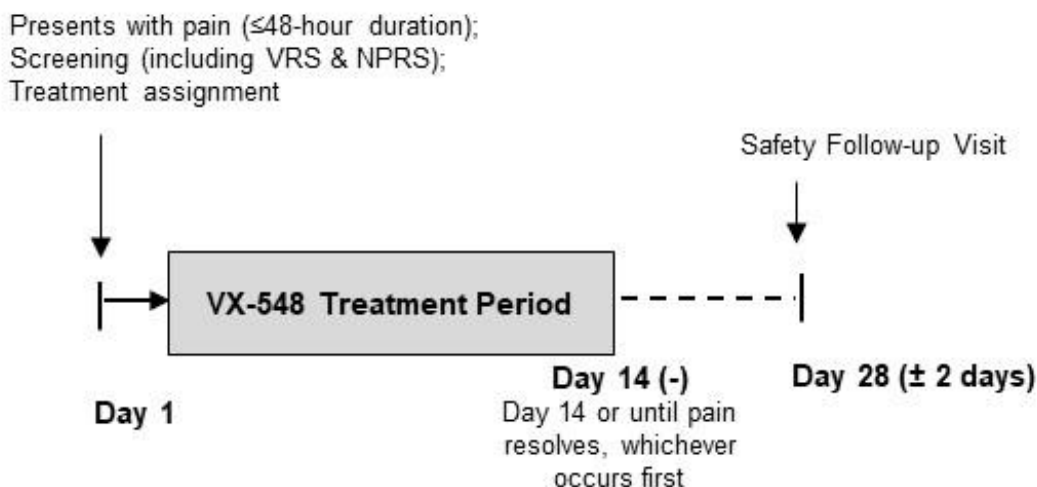 Presents with pain (≤48-hour duration);
Screening (including VRS & NPRS);
Treatment assignment
Safety Follow-up Visit
VX-548 Treatment Period
Day 1
Day 14 (-)
Day 14 or until pain
resolves, whichever
occurs first
Day 28 (± 2 days)